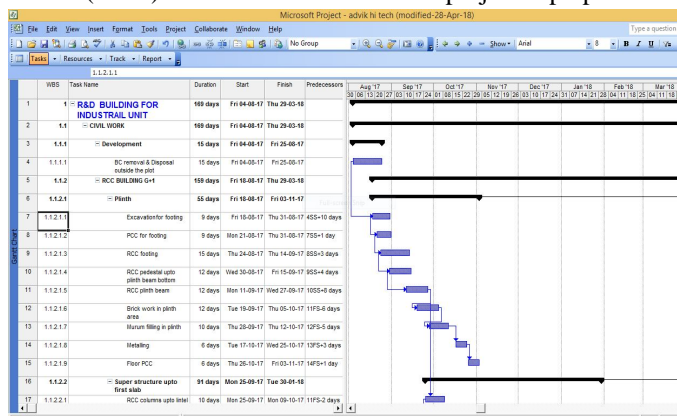 Microsoft Project - advik hi tech (modified-28-Apr-18)
File Edit View Insert Format Tools Project Collaborate Window Report Help
Type a question
No Group
Show
Arial
8
B I U
Tasks Resources Track Report
1.1.2.1.1
WBS Task Name Duration Start Finish Predecessors
Aug '17 Sep '17 Oct '17 Nov '17 Dec '17 Jan '18 Feb '18 Mar '18
30 06 13 20 27 03 10 17 24 01 08 15 22 29 05 12 19 26 03 10 17 24 31 07 14 21 28 04 11 18 25 04 11 18
1 1 R&D BUILDING FOR INDUSTRAIL UNIT 169 days Fri 04-08-17 Thu 29-03-18
2 1.1 CIVIL WORK 169 days Fri 04-08-17 Thu 29-03-18
3 1.1.1 Development 15 days Fri 04-08-17 Fri 25-08-17
4 1.1.1.1 BC removal & Disposal outside the plot 15 days Fri 04-08-17 Fri 25-08-17
5 1.1.2 RCC BUILDING G+1 159 days Fri 18-08-17 Thu 29-03-18
6 1.1.2.1 Plinth 55 days Fri 18-08-17 Fri 03-11-17
7 1.1.2.1.1 Excavation for footing 9 days Fri 18-08-17 Thu 31-08-17 4SS+10 days
8 1.1.2.1.2 PCC for footing 9 days Mon 21-08-17 Thu 31-08-17 7SS+1 day
9 1.1.2.1.3 RCC footing 15 days Thu 24-08-17 Thu 14-09-17 8SS+3 days
10 1.1.2.1.4 RCC pedestal upto plinth beam bottom 12 days Wed 30-08-17 Fri 15-09-17 9SS+4 days
11 1.1.2.1.5 RCC plinth beam 12 days Mon 11-09-17 Wed 27-09-17 10SS+8 days
12 1.1.2.1.6 Brick work in plinth area 12 days Tue 19-09-17 Thu 05-10-17 11FS-6 days
13 1.1.2.1.7 Murum filling in plinth 10 days Thu 28-09-17 Thu 12-10-17 12FS-5 days
14 1.1.2.1.8 Metalling 6 days Tue 17-10-17 Wed 25-10-17 13FS+3 days
15 1.1.2.1.9 Floor PCC 6 days Thu 26-10-17 Fri 03-11-17 14FS+1 day
16 1.1.2.2 Super structure upto first slab 91 days Mon 25-09-17 Tue 30-01-18
17 1.1.2.2.1 RCC columns upto lintel 10 days Mon 25-09-17 Mon 09-10-17 11FS-2 days
Gantt Chart